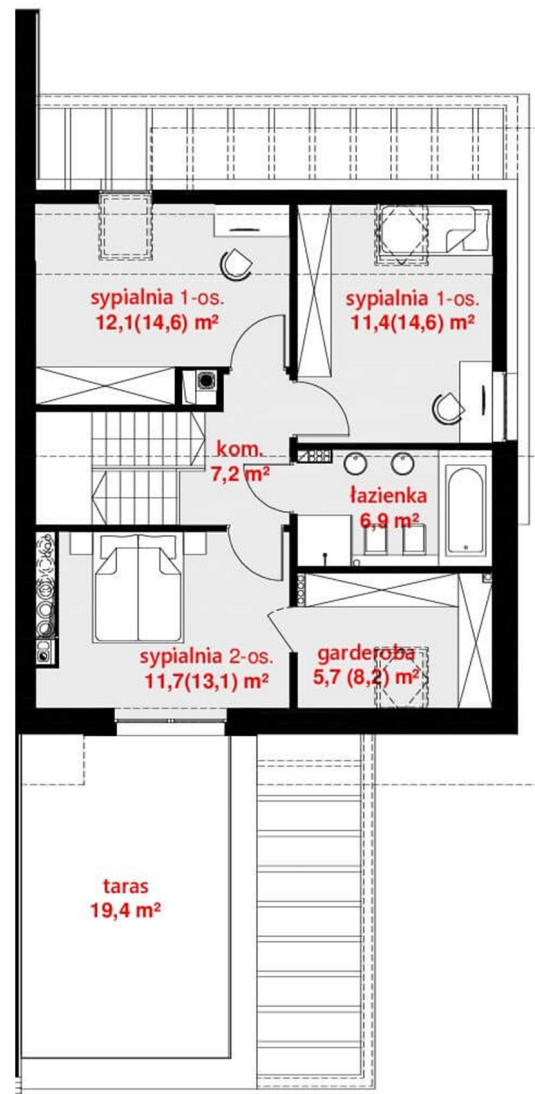 sypialnia 1-os.
12,1(14,6) m²
sypialnia 1-os.
11,4(14,6) m²
kom.
7,2 m²
łazienka
6,9 m²
sypialnia 2-os.
11,7(13,1) m²
garderoba
5,7 (8,2) m²
taras
19,4 m²